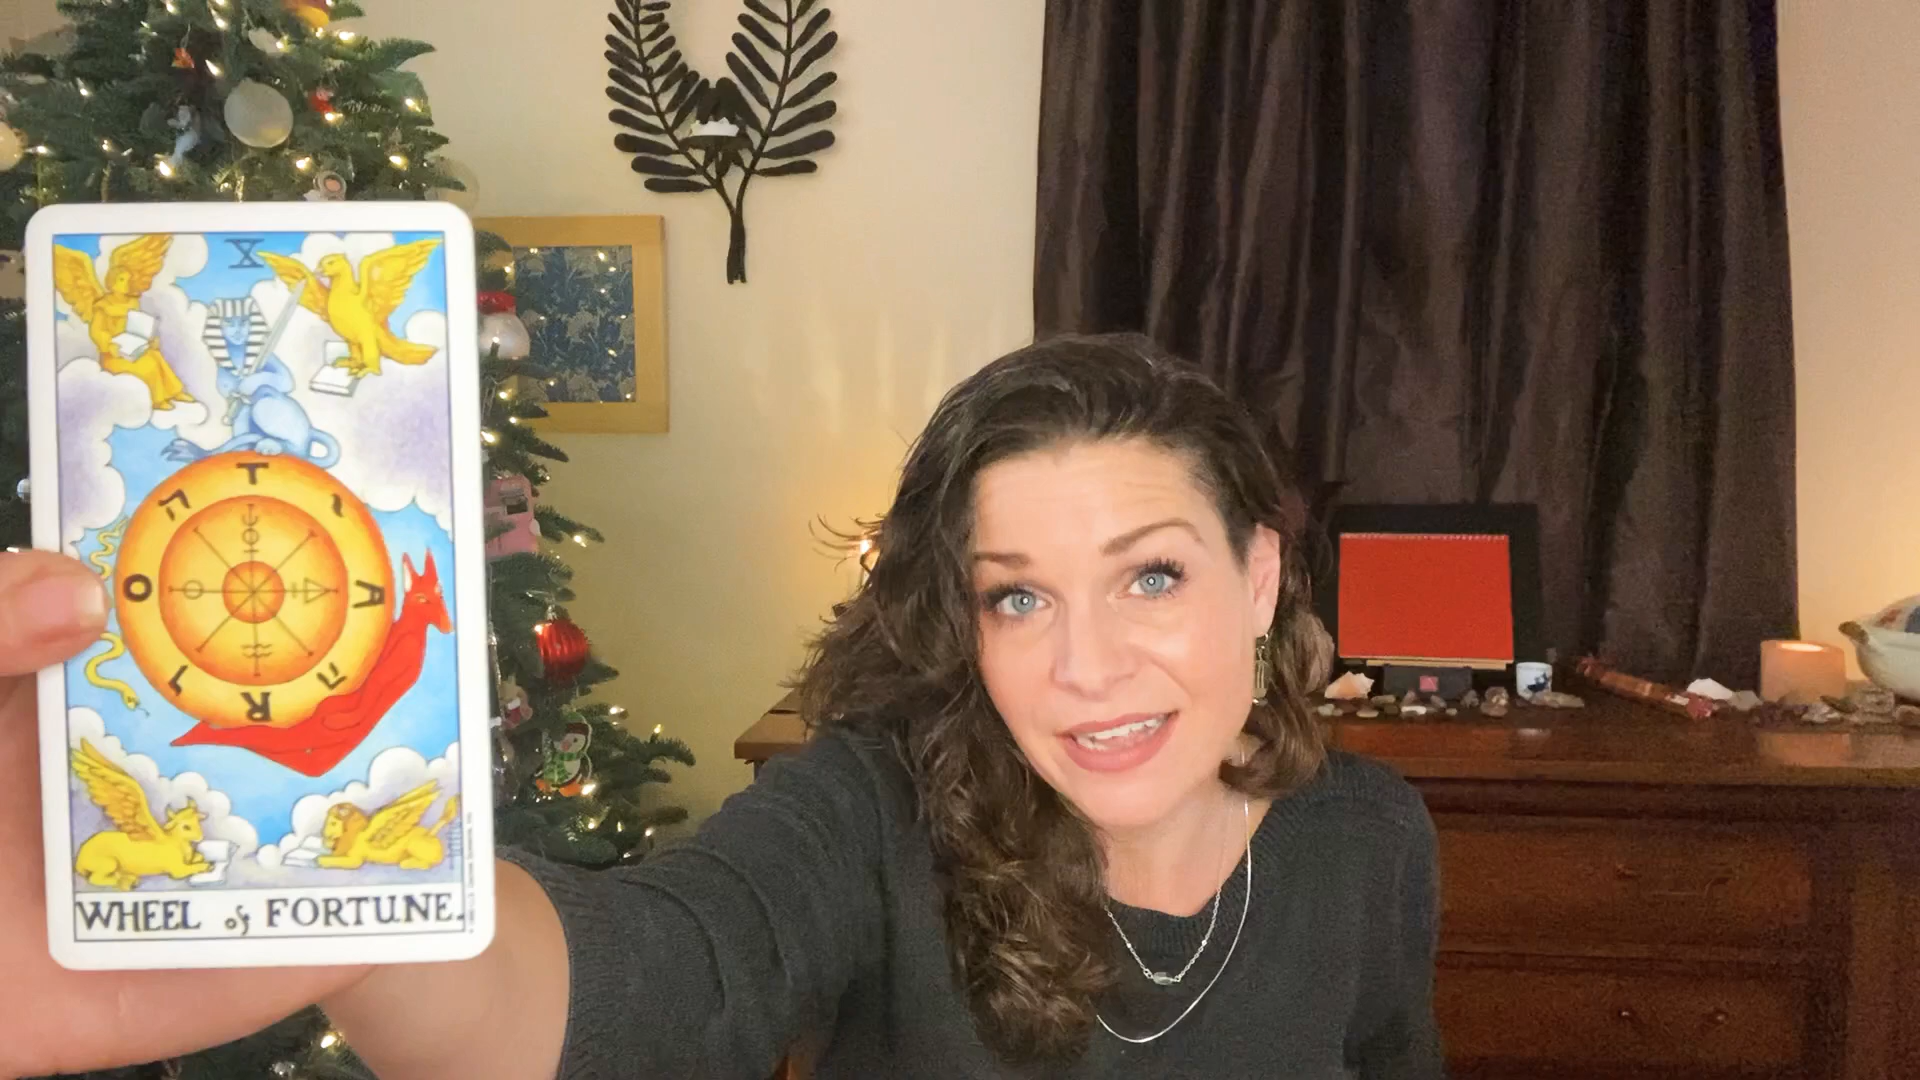 X
T
ה י
O A
ו ה
R
WHEEL of FORTUNE.